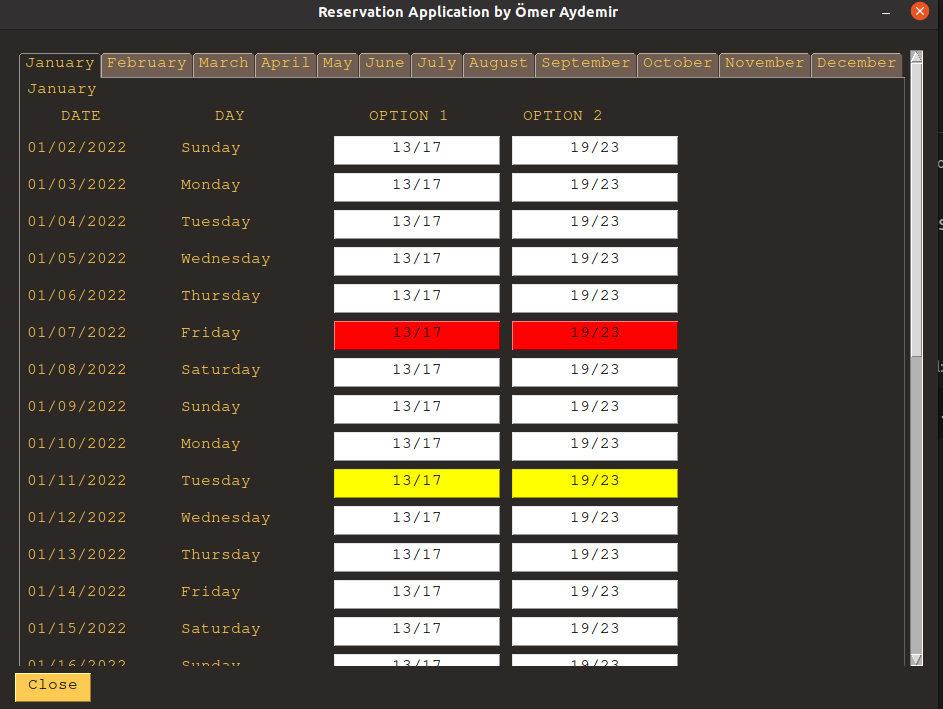 Reservation Application by Ömer Aydemir
January February March April May June July August September October November December
January
DATE DAY OPTION 1 OPTION 2
01/02/2022 Sunday 13/17 19/23
01/03/2022 Monday 13/17 19/23
01/04/2022 Tuesday 13/17 19/23
01/05/2022 Wednesday 13/17 19/23
01/06/2022 Thursday 13/17 19/23
01/07/2022 Friday 13/17 19/23
01/08/2022 Saturday 13/17 19/23
01/09/2022 Sunday 13/17 19/23
01/10/2022 Monday 13/17 19/23
01/11/2022 Tuesday 13/17 19/23
01/12/2022 Wednesday 13/17 19/23
01/13/2022 Thursday 13/17 19/23
01/14/2022 Friday 13/17 19/23
01/15/2022 Saturday 13/17 19/23
01/16/2022 Sunday 13/17 19/23
Close